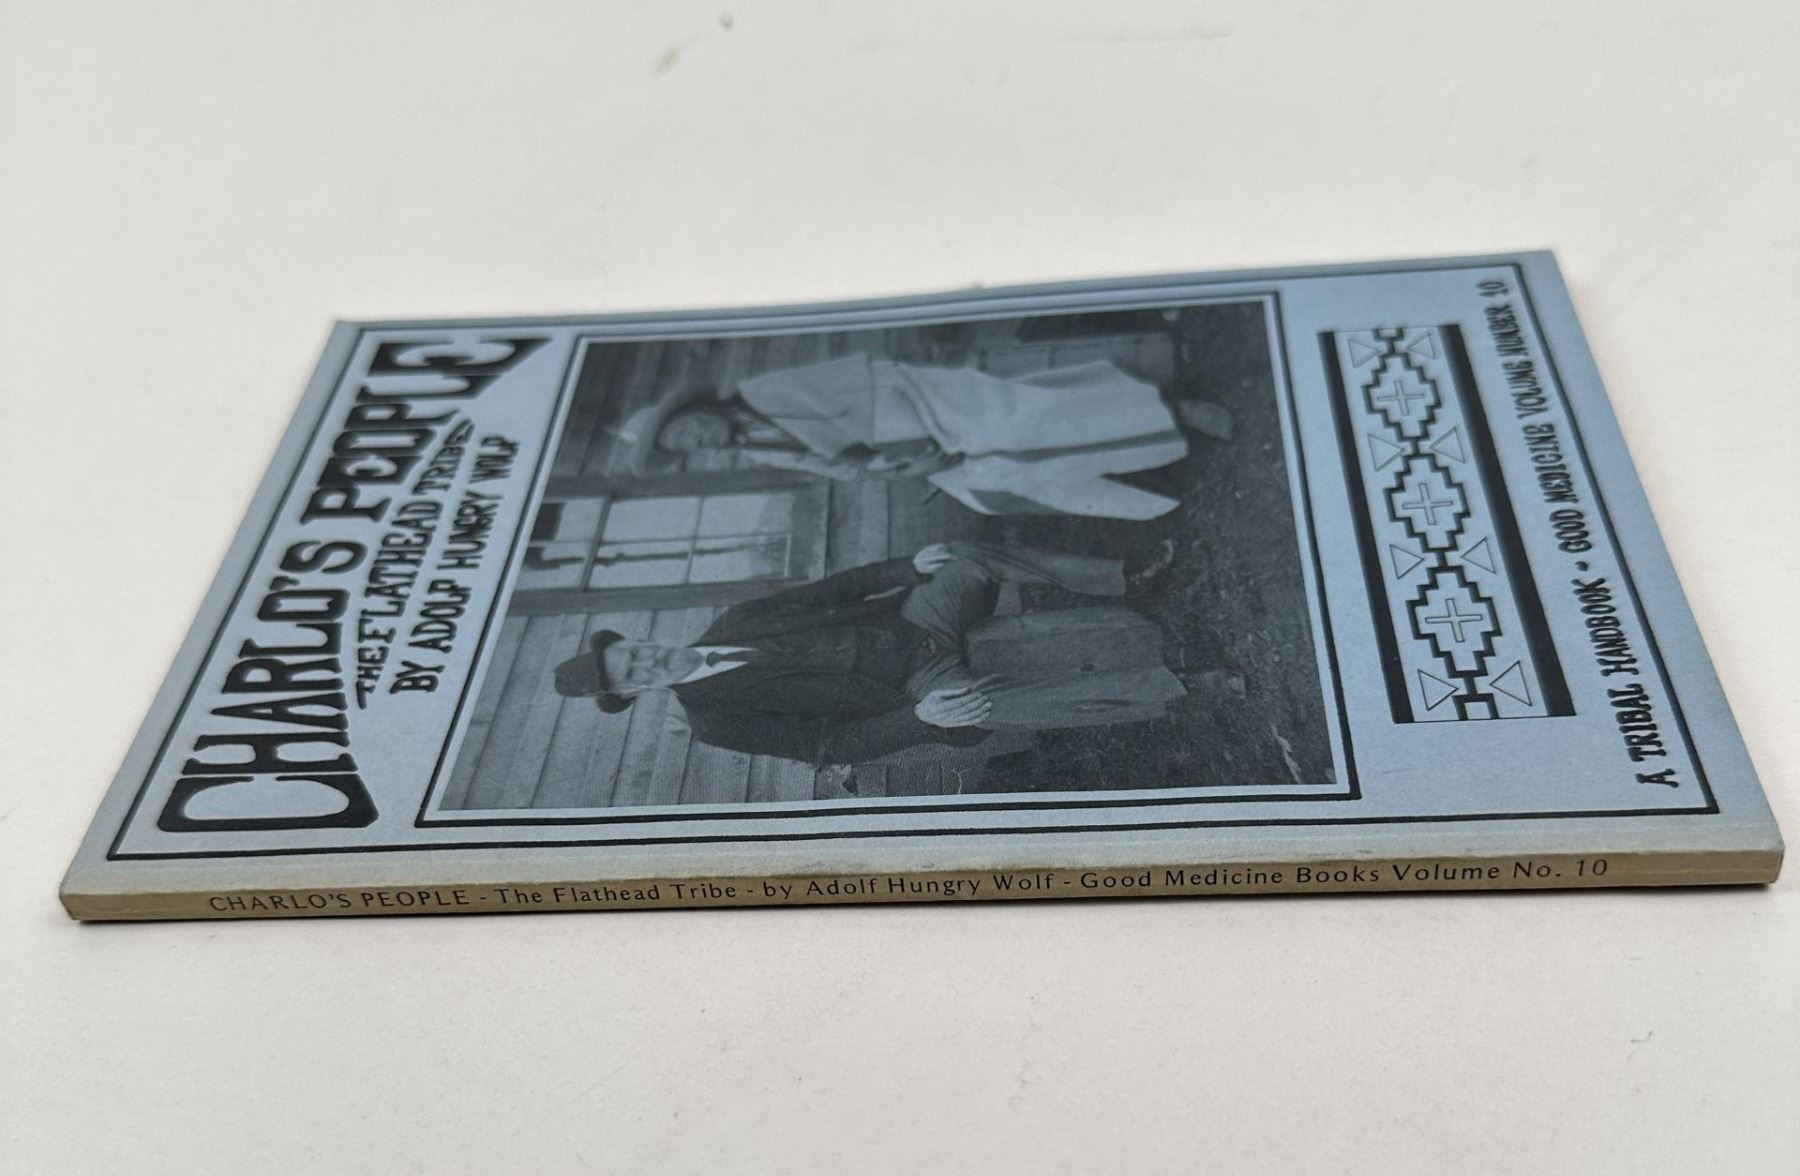 CHARLO'S PEOPLE
THE FLATHEAD TRIBES
BY ADOLF HUNGRY WOLF
A TRIBAL HANDBOOK - GOOD MEDICINE VOLUME NUMBER 10
CHARLO'S PEOPLE - The Flathead Tribe - by Adolf Hungry Wolf - Good Medicine Books Volume No. 10